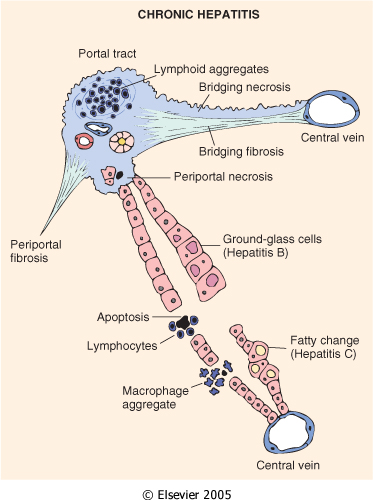 CHRONIC HEPATITIS
Portal tract
Lymphoid aggregates
Bridging necrosis
Central vein
Bridging fibrosis
Periportal necrosis
Periportal
fibrosis
Ground-glass cells
(Hepatitis B)
Apoptosis
Lymphocytes
Fatty change
(Hepatitis C)
Macrophage
aggregate
Central vein
© Elsevier 2005